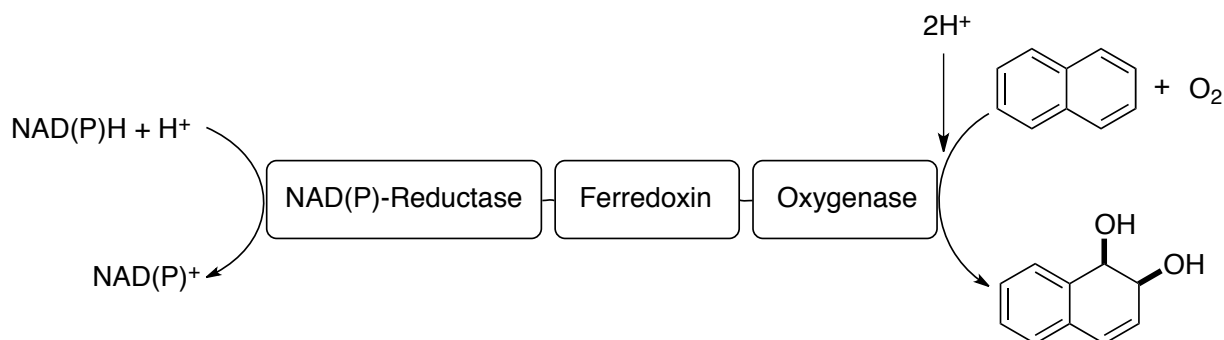 2H⁺
+ O₂
NAD(P)H + H⁺
NAD(P)-Reductase
Ferredoxin
Oxygenase
OH
OH
NAD(P)⁺